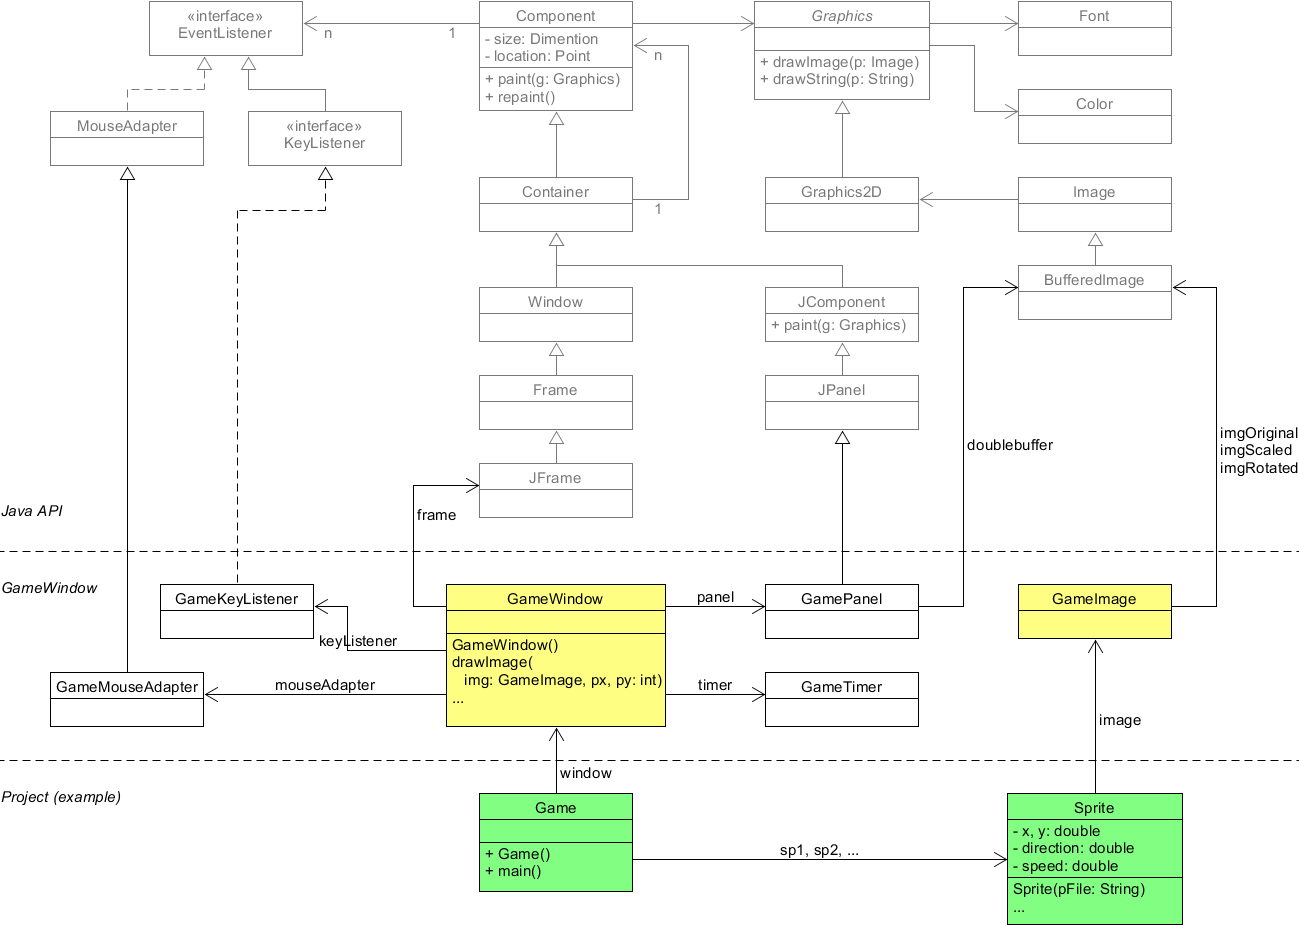 «interface»
EventListener
n
1
Component
- size: Dimention
- location: Point
+ paint(g: Graphics)
+ repaint()
n
Graphics
+ drawImage(p: Image)
+ drawString(p: String)
Font
Color
MouseAdapter
«interface»
KeyListener
Container
1
Graphics2D
Image
BufferedImage
Window
JComponent
+ paint(g: Graphics)
Frame
JPanel
JFrame
frame
doublebuffer
imgOriginal
imgScaled
imgRotated
Java API
GameWindow
GameKeyListener
keyListener
GameWindow
GameWindow()
drawImage(
img: GameImage, px, py: int)
...
panel
GamePanel
GameImage
GameMouseAdapter
mouseAdapter
timer
GameTimer
image
window
Project (example)
Game
+ Game()
+ main()
sp1, sp2, ...
Sprite
- x, y: double
- direction: double
- speed: double
Sprite(pFile: String)
...